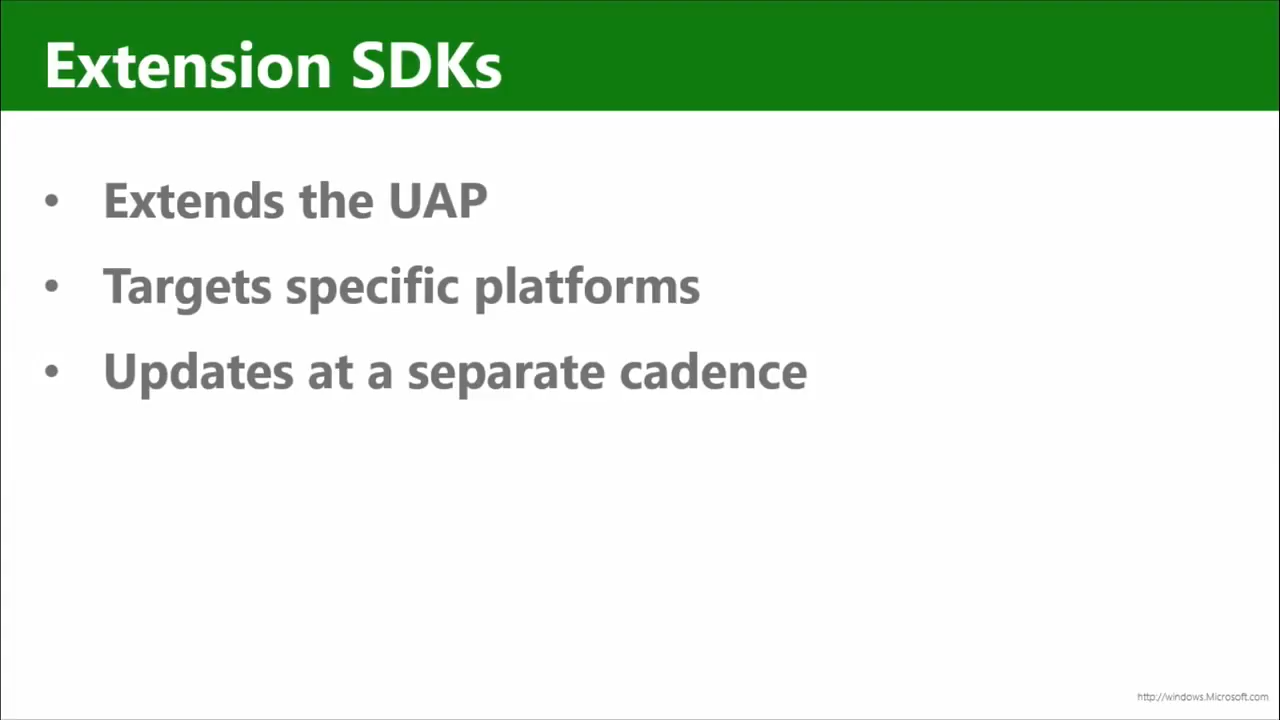 Extension SDKs
• Extends the UAP
• Targets specific platforms
• Updates at a separate cadence
http://windows.Microsoft.com